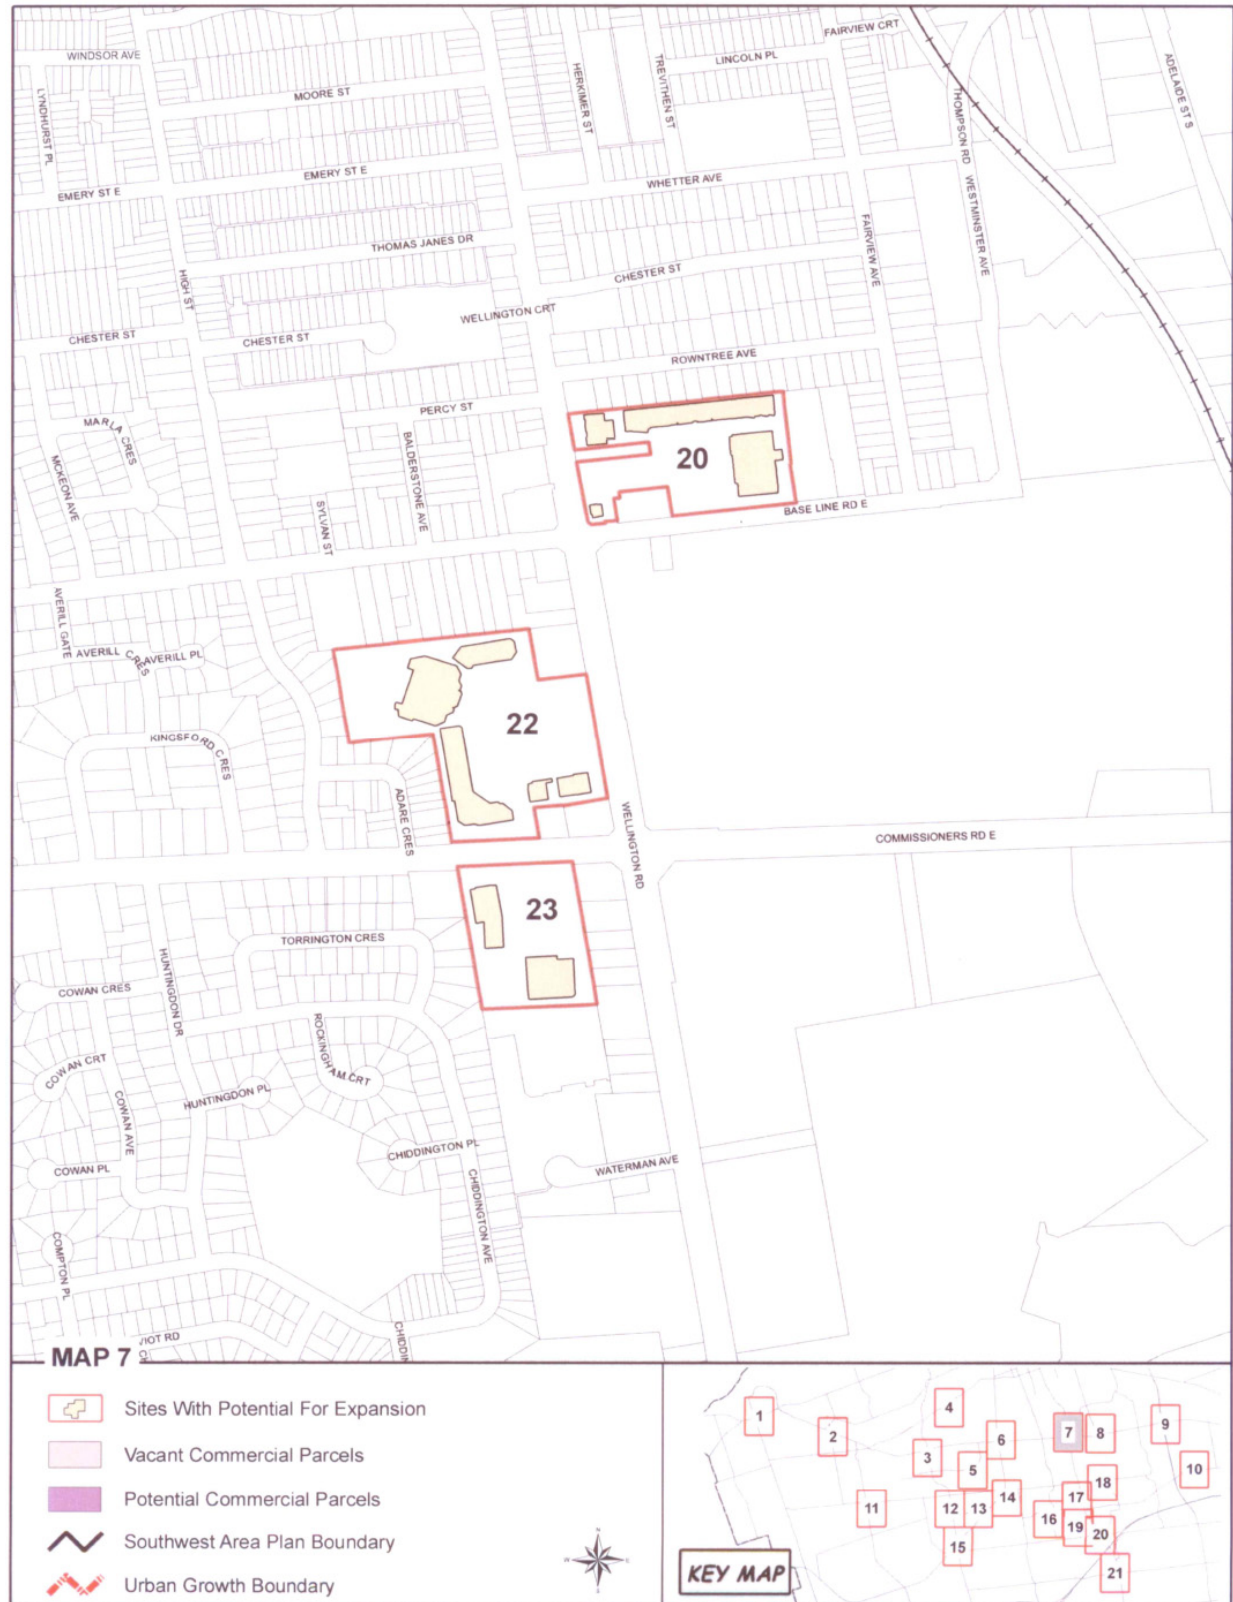 FAIRVIEW CRT
WINDSOR AVE
LINCOLN PL
ADELAIDE ST S
HERKIMER ST
TREVITHEN ST
LYNDHURST PL
MOORE ST
THOMPSON RD
EMERY ST E
EMERY ST E
WHETTER AVE
WESTMINSTER AVE
FAIRVIEW AVE
THOMAS JANES DR
HIGH ST
CHESTER ST
WELLINGTON CRT
CHESTER ST
CHESTER ST
ROWNTREE AVE
PERCY ST
MARLA CRES
BALDERSTONE AVE
20
MCKEON AVE
SYLVAN ST
BASE LINE RD E
AVERILL GATE
AVERILL CRES
AVERILL PL
22
KINGSFORD CRES
ADARE CRES
WELLINGTON RD
COMMISSIONERS RD E
23
TORRINGTON CRES
HUNTINGDON DR
COWAN CRES
ROCKINGHAM CRT
COWAN CRT
HUNTINGDON PL
COWAN AVE
CHIDDINGTON PL
COWAN PL
WATERMAN AVE
CHIDDINGTON AVE
COMPTON PL
VIOT RD
CHIDDIN
MAP 7
Sites With Potential For Expansion
Vacant Commercial Parcels
Potential Commercial Parcels
Southwest Area Plan Boundary
Urban Growth Boundary
N
W
E
S
1
2
3
4
5
6
7
8
9
10
11
12
13
14
15
16
17
18
19
20
21
KEY MAP